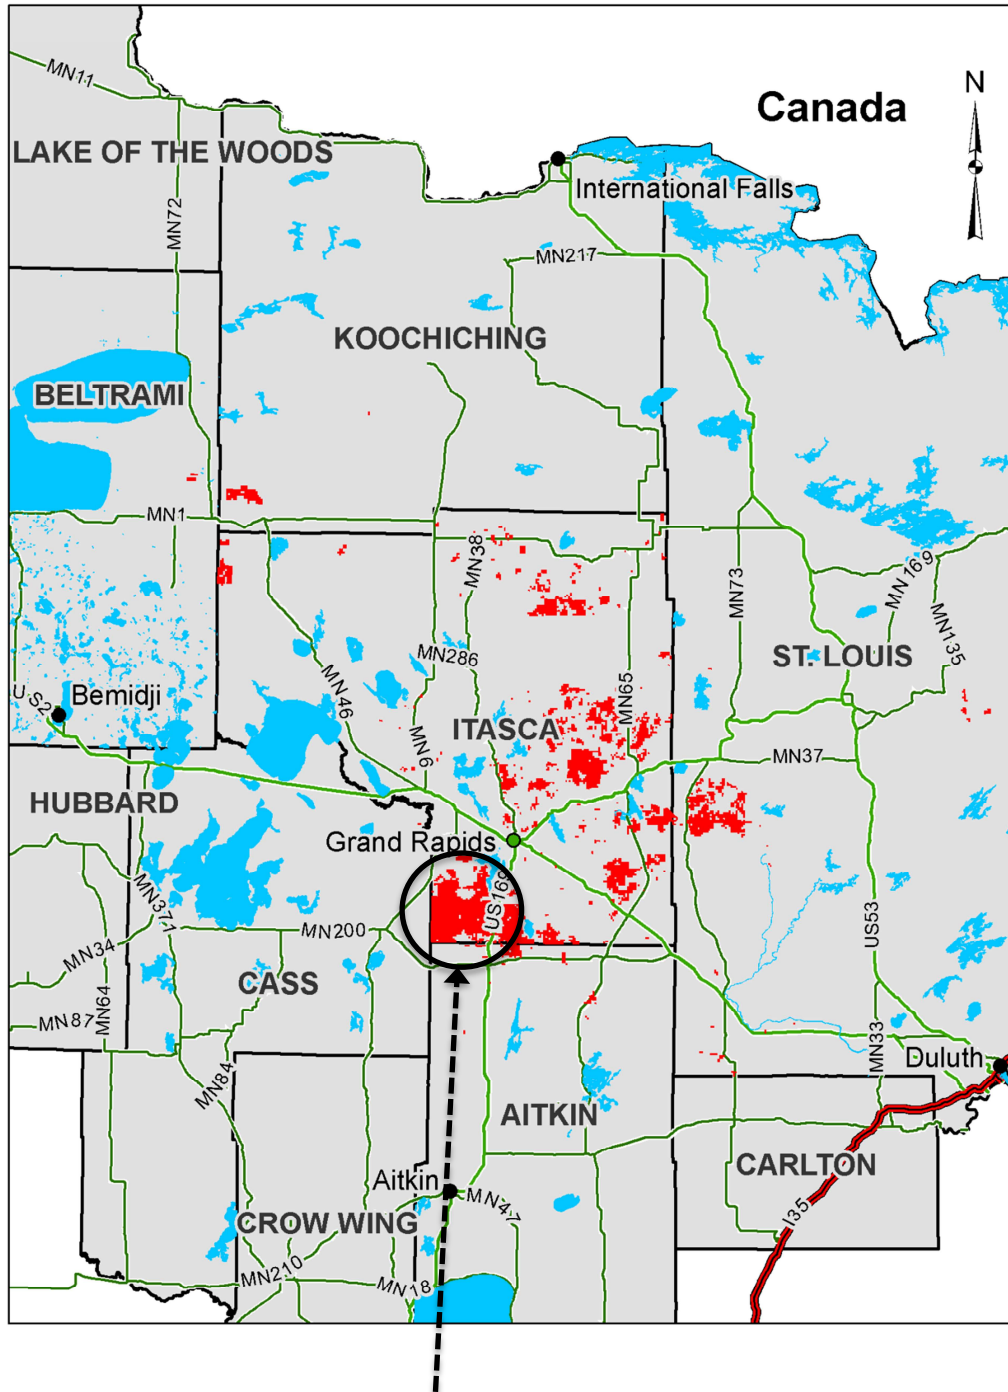 N
Canada
MN11
LAKE OF THE WOODS
International Falls
MN72
MN217
KOOCHICHING
BELTRAMI
MN1
MN38
MN169
MN73
MN135
MN286
ST. LOUIS
MN46
MN65
US2
Bemidji
ITASCA
MN6
MN37
HUBBARD
Grand Rapids
US169
MN371
MN200
US53
MN34
CASS
MN64
MN87
MN33
Duluth
MN84
AITKIN
CARLTON
Aitkin
MN47
CROW WING
I35
MN210
MN18